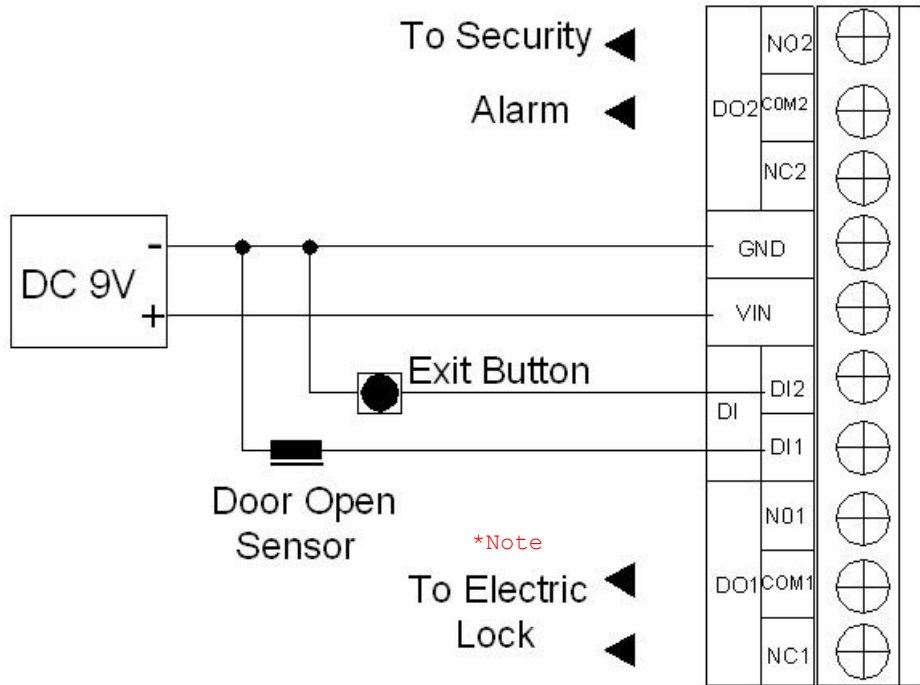 To Security
Alarm
NO2
DO2
COM2
NC2
DC 9V
-
+
GND
VIN
Exit Button
DI
DI2
DI1
Door Open
Sensor
*Note
To Electric
Lock
NO1
DO1
COM1
NC1